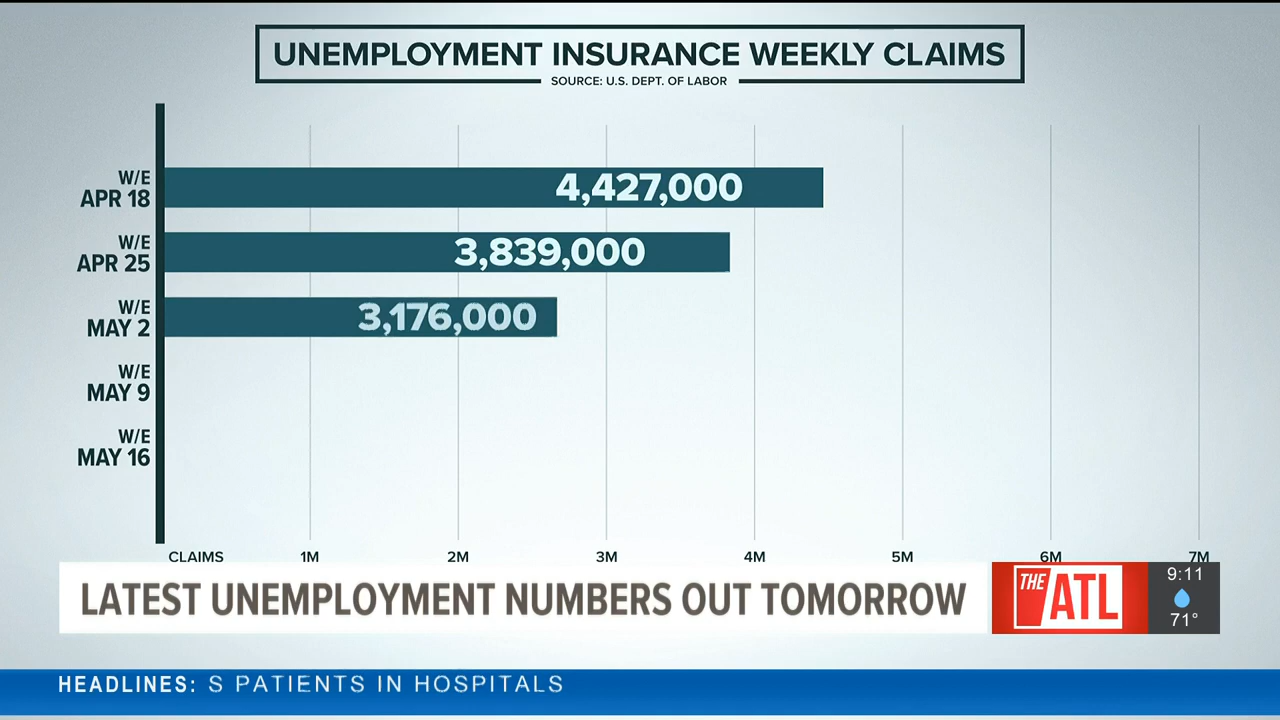 UNEMPLOYMENT INSURANCE WEEKLY CLAIMS
SOURCE: U.S. DEPT. OF LABOR
W/E
APR 18
4,427,000
W/E
APR 25
3,839,000
W/E
MAY 2
3,176,000
W/E
MAY 9
W/E
MAY 16
CLAIMS 1M 2M 3M 4M 5M 6M 7M
LATEST UNEMPLOYMENT NUMBERS OUT TOMORROW
THE ATL
9:11
71°
HEADLINES: S PATIENTS IN HOSPITALS